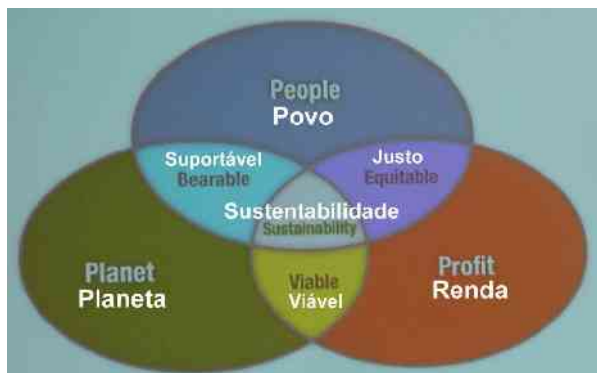 People
Povo
Suportável
Bearable
Justo
Equitable
Sustentabilidade
Sustainability
Planet
Planeta
Viable
Viável
Profit
Renda